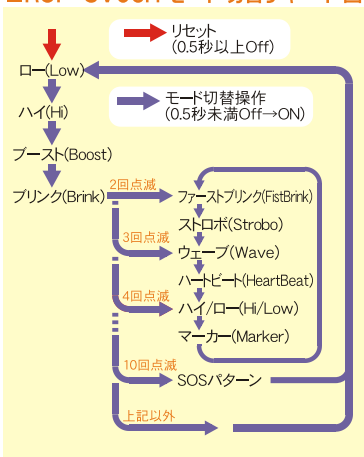 リセット
(0.5秒以上Off)
ロー(Low)
ハイ(Hi)
モード切替操作
(0.5秒未満Off→ON)
ブースト(Boost)
ブリンク(Brink)
2回点滅
ファーストブリンク(FistBrink)
ストロボ(Strobo)
3回点滅
ウェーブ(Wave)
ハートビート(HeartBeat)
4回点滅
ハイ/ロー(Hi/Low)
マーカー(Marker)
10回点滅
SOSパターン
上記以外